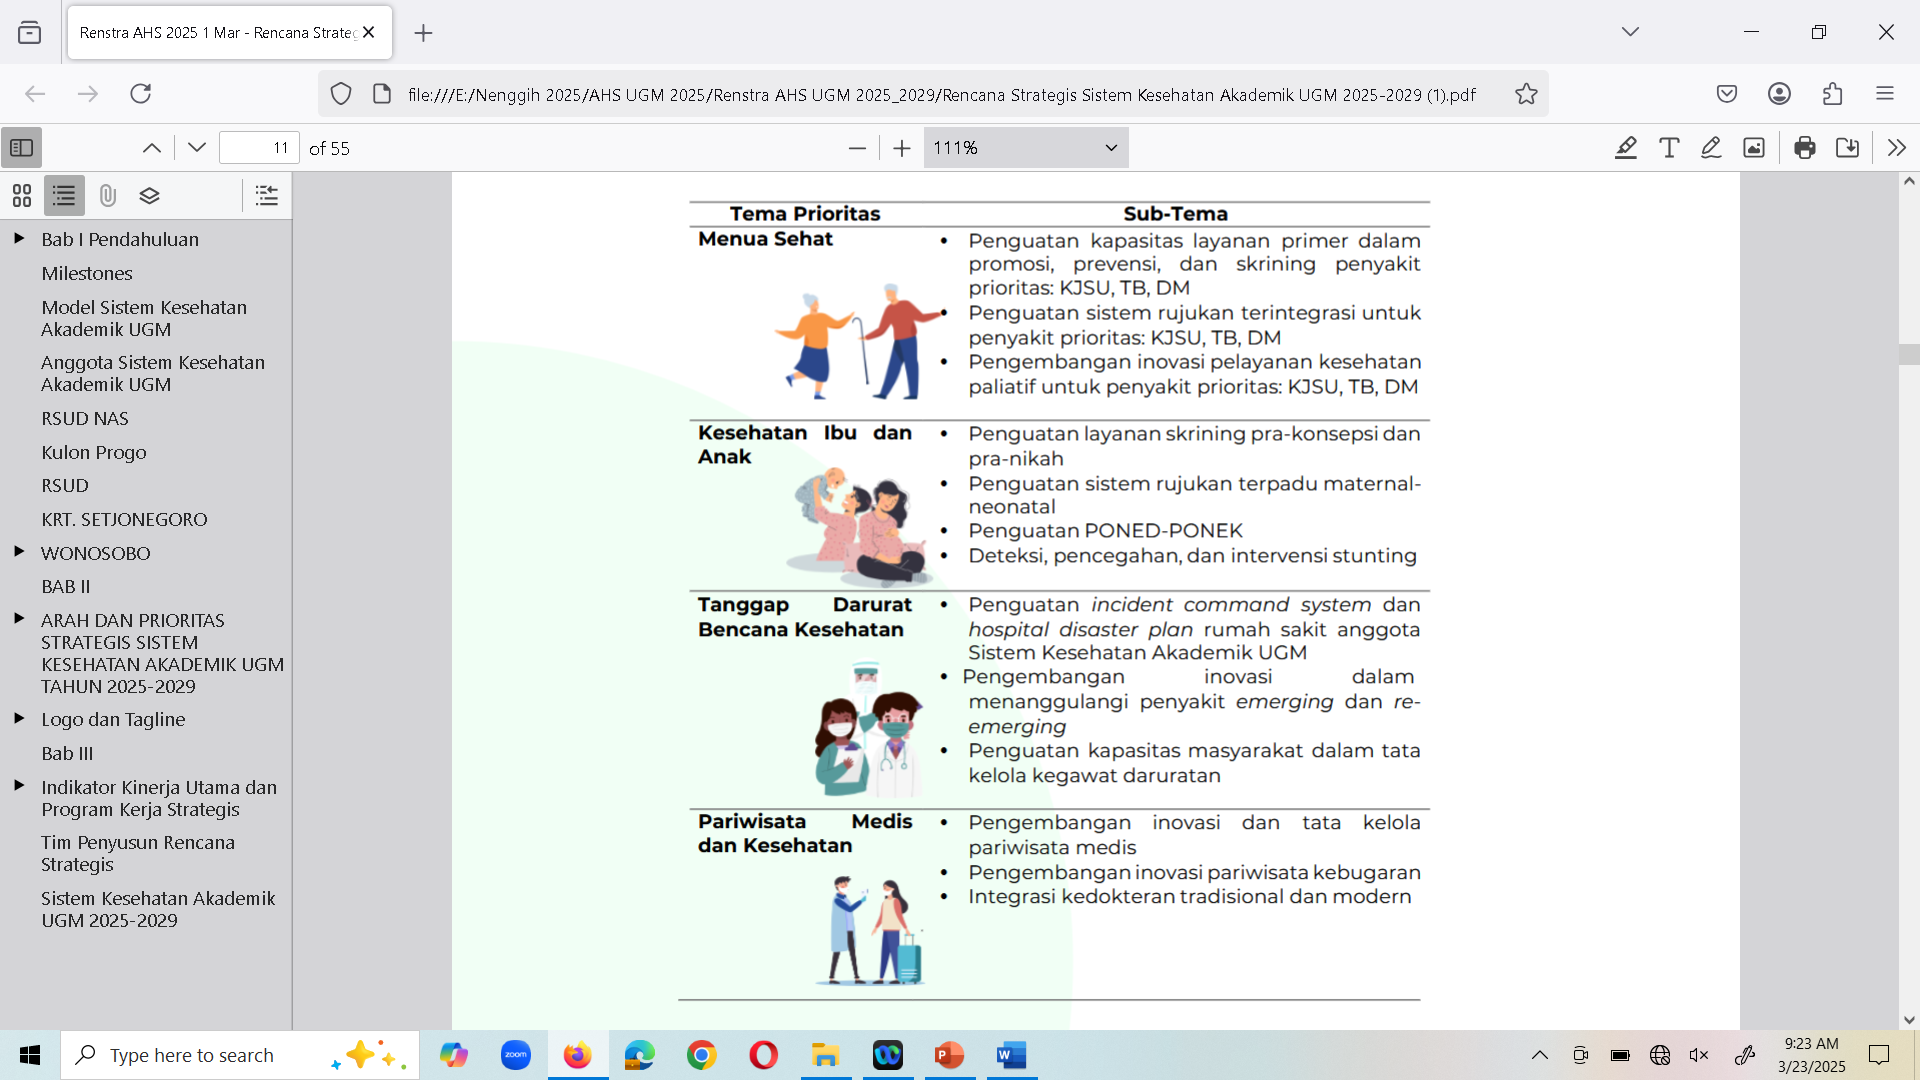 Renstra AHS 2025 1 Mar - Rencana Strateg
file:///E:/Nenggih 2025/AHS UGM 2025/Renstra AHS UGM 2025_2029/Rencana Strategis Sistem Kesehatan Akademik UGM 2025-2029 (1).pdf
11 of 55
111%
Bab I Pendahuluan
Milestones
Model Sistem Kesehatan
Akademik UGM
Anggota Sistem Kesehatan
Akademik UGM
RSUD NAS
Kulon Progo
RSUD
KRT. SETJONEGORO
WONOSOBO
BAB II
ARAH DAN PRIORITAS
STRATEGIS SISTEM
KESEHATAN AKADEMIK UGM
TAHUN 2025-2029
Logo dan Tagline
Bab III
Indikator Kinerja Utama dan
Program Kerja Strategis
Tim Penyusun Rencana
Strategis
Sistem Kesehatan Akademik
UGM 2025-2029
Tema Prioritas
Sub-Tema
Menua Sehat
• Penguatan kapasitas layanan primer dalam
promosi, prevensi, dan skrining penyakit
prioritas: KJSU, TB, DM
• Penguatan sistem rujukan terintegrasi untuk
penyakit prioritas: KJSU, TB, DM
• Pengembangan inovasi pelayanan kesehatan
paliatif untuk penyakit prioritas: KJSU, TB, DM
Kesehatan Ibu dan
Anak
• Penguatan layanan skrining pra-konsepsi dan
pra-nikah
• Penguatan sistem rujukan terpadu maternal-
neonatal
• Penguatan PONED-PONEK
• Deteksi, pencegahan, dan intervensi stunting
Tanggap Darurat
Bencana Kesehatan
• Penguatan incident command system dan
hospital disaster plan rumah sakit anggota
Sistem Kesehatan Akademik UGM
• Pengembangan inovasi dalam
menanggulangi penyakit emerging dan re-
emerging
• Penguatan kapasitas masyarakat dalam tata
kelola kegawat daruratan
Pariwisata Medis
dan Kesehatan
• Pengembangan inovasi dan tata kelola
pariwisata medis
• Pengembangan inovasi pariwisata kebugaran
• Integrasi kedokteran tradisional dan modern
Type here to search
zoom
9:23 AM
3/23/2025